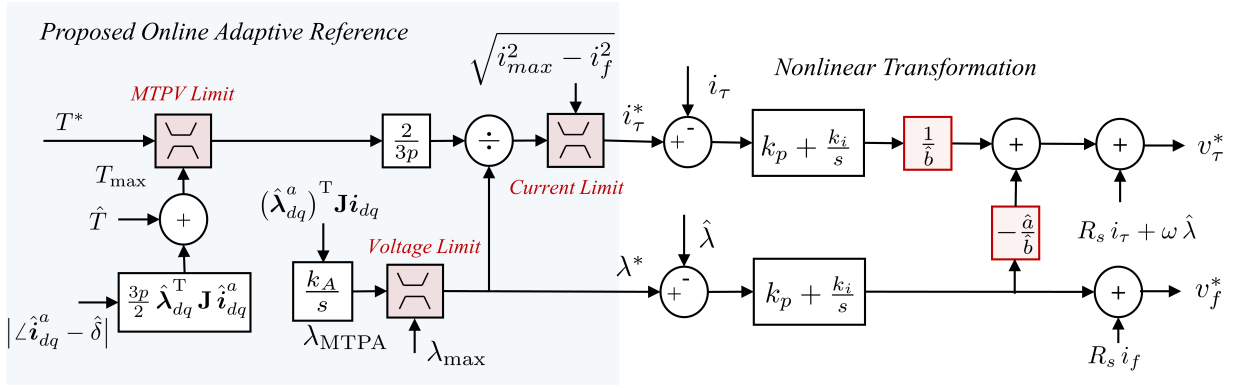 Proposed Online Adaptive Reference
√(i²_max − i²_f)
Nonlinear Transformation
MTPV Limit
T*
2/3p
÷
i*_τ
+ -
i_τ
k_p + k_i/s
1/b̂
+
+
v*_τ
T_max
Current Limit
T̂
+
(λ̂^a_dq)^T J i_dq
Voltage Limit
λ*
+ -
λ̂
−â/b̂
R_s i_τ + ω λ̂
3p/2 λ̂^T_dq J î^a_dq
k_A/s
k_p + k_i/s
+
v*_f
|∠î^a_dq − δ̂|
λ_MTPA
λ_max
R_s i_f